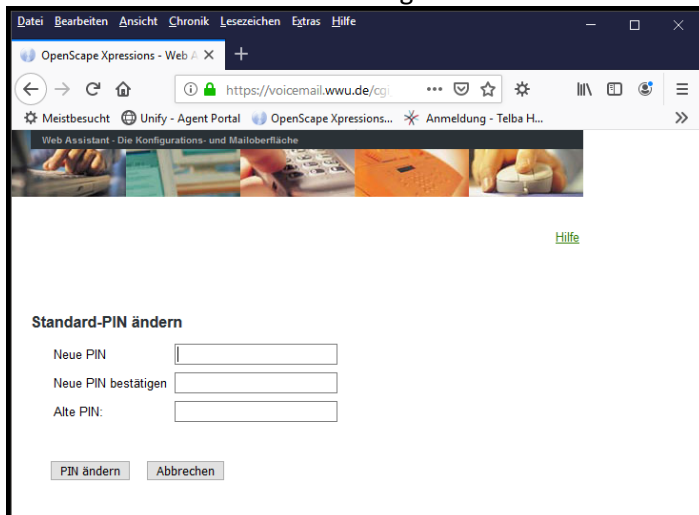 Datei Bearbeiten Ansicht Chronik Lesezeichen Extras Hilfe
OpenScape Xpressions - Web A
https://voicemail.wwu.de/cgi
Meistbesucht Unify - Agent Portal OpenScape Xpressions... Anmeldung - Telba H...
Web Assistant - Die Konfigurations- und Mailoberfläche
Hilfe
Standard-PIN ändern
Neue PIN
Neue PIN bestätigen
Alte PIN:
PIN ändern Abbrechen